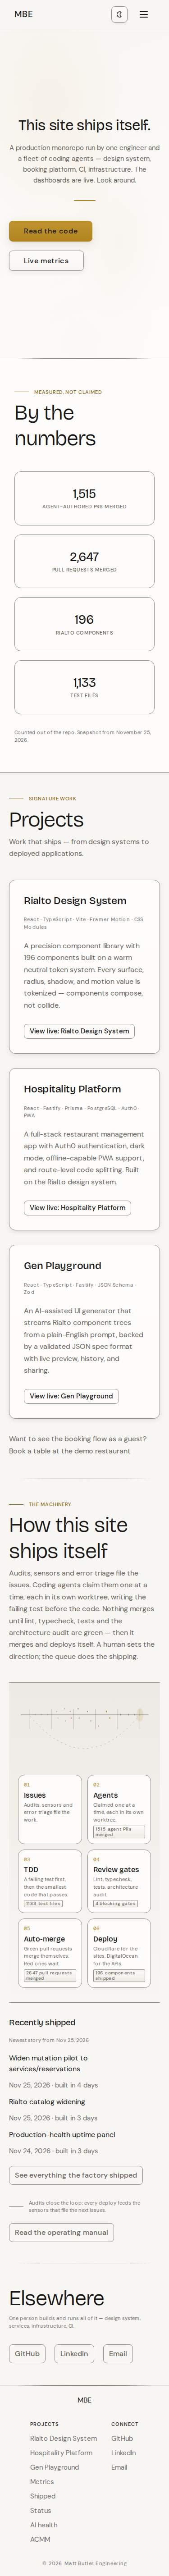 MBE
This site ships itself.
A production monorepo run by one engineer and
a fleet of coding agents — design system,
booking platform, CI, infrastructure. The
dashboards are live. Look around.
Read the code
Live metrics
MEASURED, NOT CLAIMED
By the
numbers
1,515
AGENT-AUTHORED PRS MERGED
2,647
PULL REQUESTS MERGED
196
RIALTO COMPONENTS
1,133
TEST FILES
Counted out of the repo. Snapshot from November 25,
2026.
SIGNATURE WORK
Projects
Work that ships — from design systems to
deployed applications.
Rialto Design System
React · TypeScript · Vite · Framer Motion · CSS
Modules
A precision component library with
196 components built on a warm
neutral token system. Every surface,
radius, shadow, and motion value is
tokenized — components compose,
not collide.
View live: Rialto Design System
Hospitality Platform
React · Fastify · Prisma · PostgreSQL · Auth0 ·
PWA
A full-stack restaurant management
app with Auth0 authentication, dark
mode, offline-capable PWA support,
and route-level code splitting. Built
on the Rialto design system.
View live: Hospitality Platform
Gen Playground
React · TypeScript · Fastify · JSON Schema ·
Zod
An AI-assisted UI generator that
streams Rialto component trees
from a plain-English prompt, backed
by a validated JSON spec format
with live preview, history, and
sharing.
View live: Gen Playground
Want to see the booking flow as a guest?
Book a table at the demo restaurant
THE MACHINERY
How this site
ships itself
Audits, sensors and error triage file the
issues. Coding agents claim them one at a
time, each in its own worktree, writing the
failing test before the code. Nothing merges
until lint, typecheck, tests and the
architecture audit are green — then it
merges and deploys itself. A human sets the
direction; the queue does the shipping.
01
Issues
Audits, sensors and
error triage file the
work.
02
Agents
Claimed one at a
time, each in its own
worktree.
1515 agent PRs
merged
03
TDD
A failing test first,
then the smallest
code that passes.
1133 test files
04
Review gates
Lint, typecheck,
tests, architecture
audit.
4 blocking gates
05
Auto-merge
Green pull requests
merge themselves.
Red ones wait.
2647 pull requests
merged
06
Deploy
Cloudflare for the
sites, DigitalOcean
for the APIs.
196 components
shipped
Recently shipped
Newest story from Nov 25, 2026
Widen mutation pilot to
services/reservations
Nov 25, 2026 · built in 4 days
Rialto catalog widening
Nov 25, 2026 · built in 3 days
Production-health uptime panel
Nov 24, 2026 · built in 3 days
See everything the factory shipped
Audits close the loop: every deploy feeds the
sensors that file the next issues.
Read the operating manual
Elsewhere
One person builds and runs all of it — design system,
services, infrastructure, CI.
GitHub
LinkedIn
Email
MBE
PROJECTS
Rialto Design System
Hospitality Platform
Gen Playground
Metrics
Shipped
Status
AI health
ACMM
CONNECT
GitHub
LinkedIn
Email
© 2026 Matt Butler Engineering